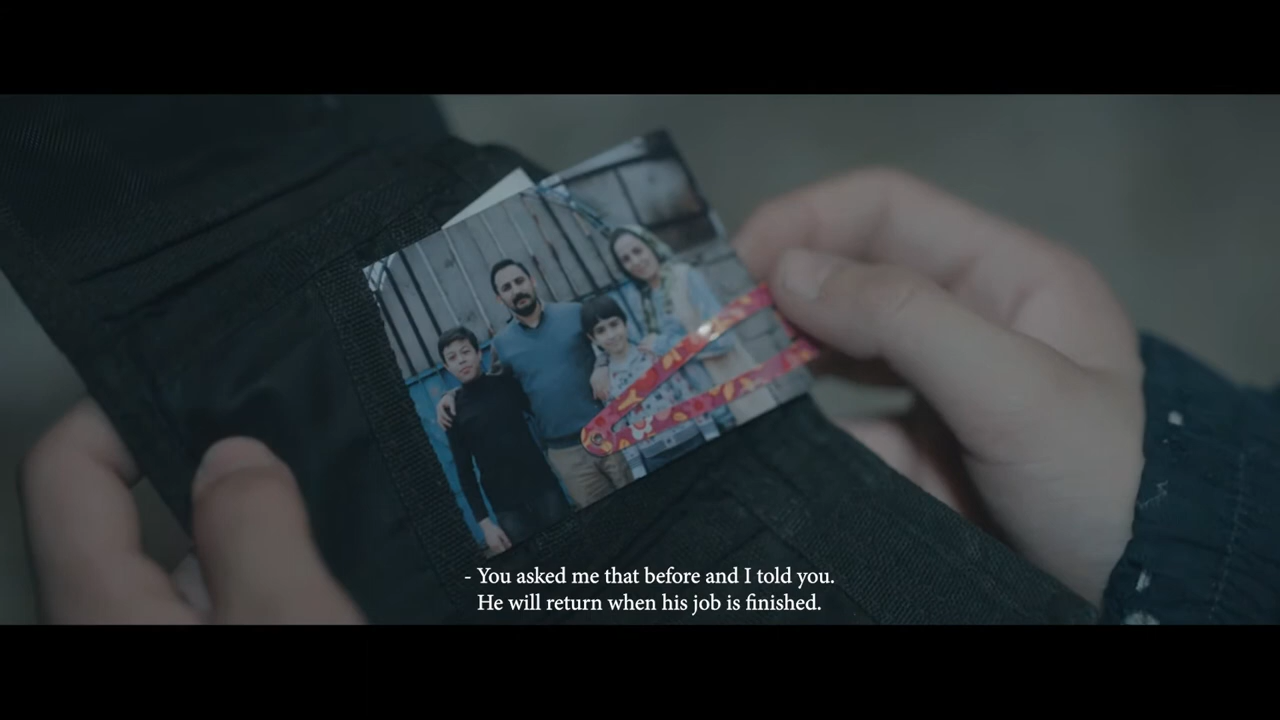 - You asked me that before and I told you.
He will return when his job is finished.